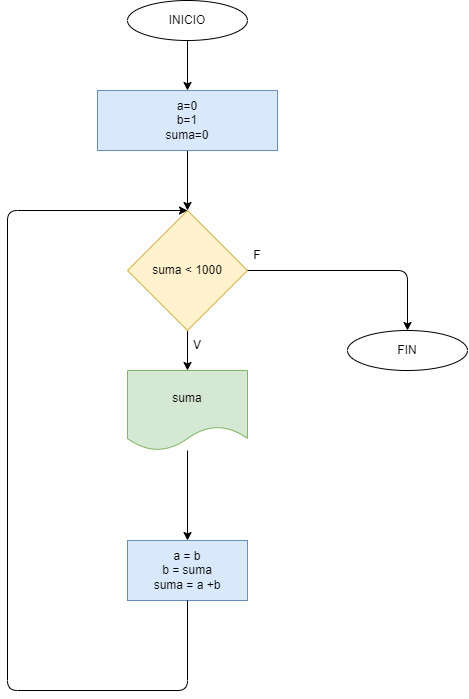 INICIO
a=0
b=1
suma=0
suma < 1000
F
V
FIN
suma
a = b
b = suma
suma = a +b